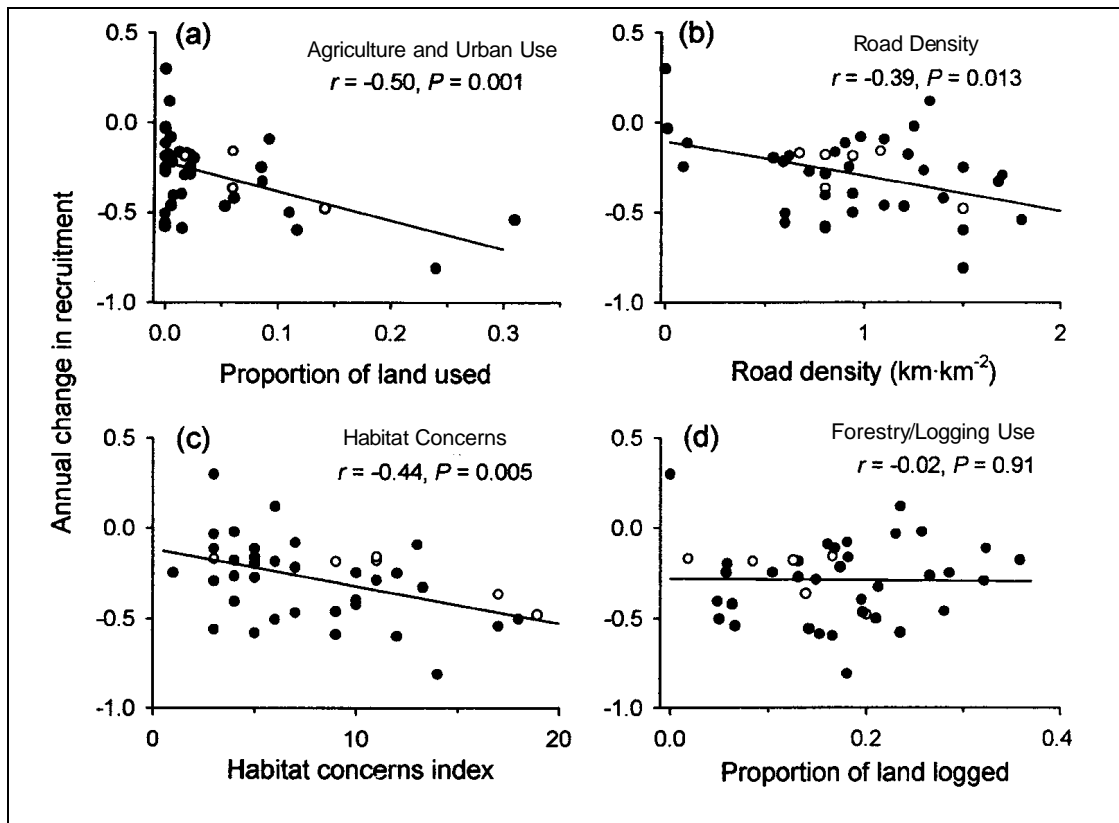 Annual change in recruitment
(a)
Agriculture and Urban Use
r = -0.50, P = 0.001
0.5
0.0
-0.5
-1.0
0.0 0.1 0.2 0.3
Proportion of land used
(b)
Road Density
r = -0.39, P = 0.013
0.5
0.0
-0.5
-1.0
0 1 2
Road density (km·km-2)
(c)
Habitat Concerns
r = -0.44, P = 0.005
0.5
0.0
-0.5
-1.0
0 10 20
Habitat concerns index
(d)
Forestry/Logging Use
r = -0.02, P = 0.91
0.5
0.0
-0.5
-1.0
0.0 0.2 0.4
Proportion of land logged